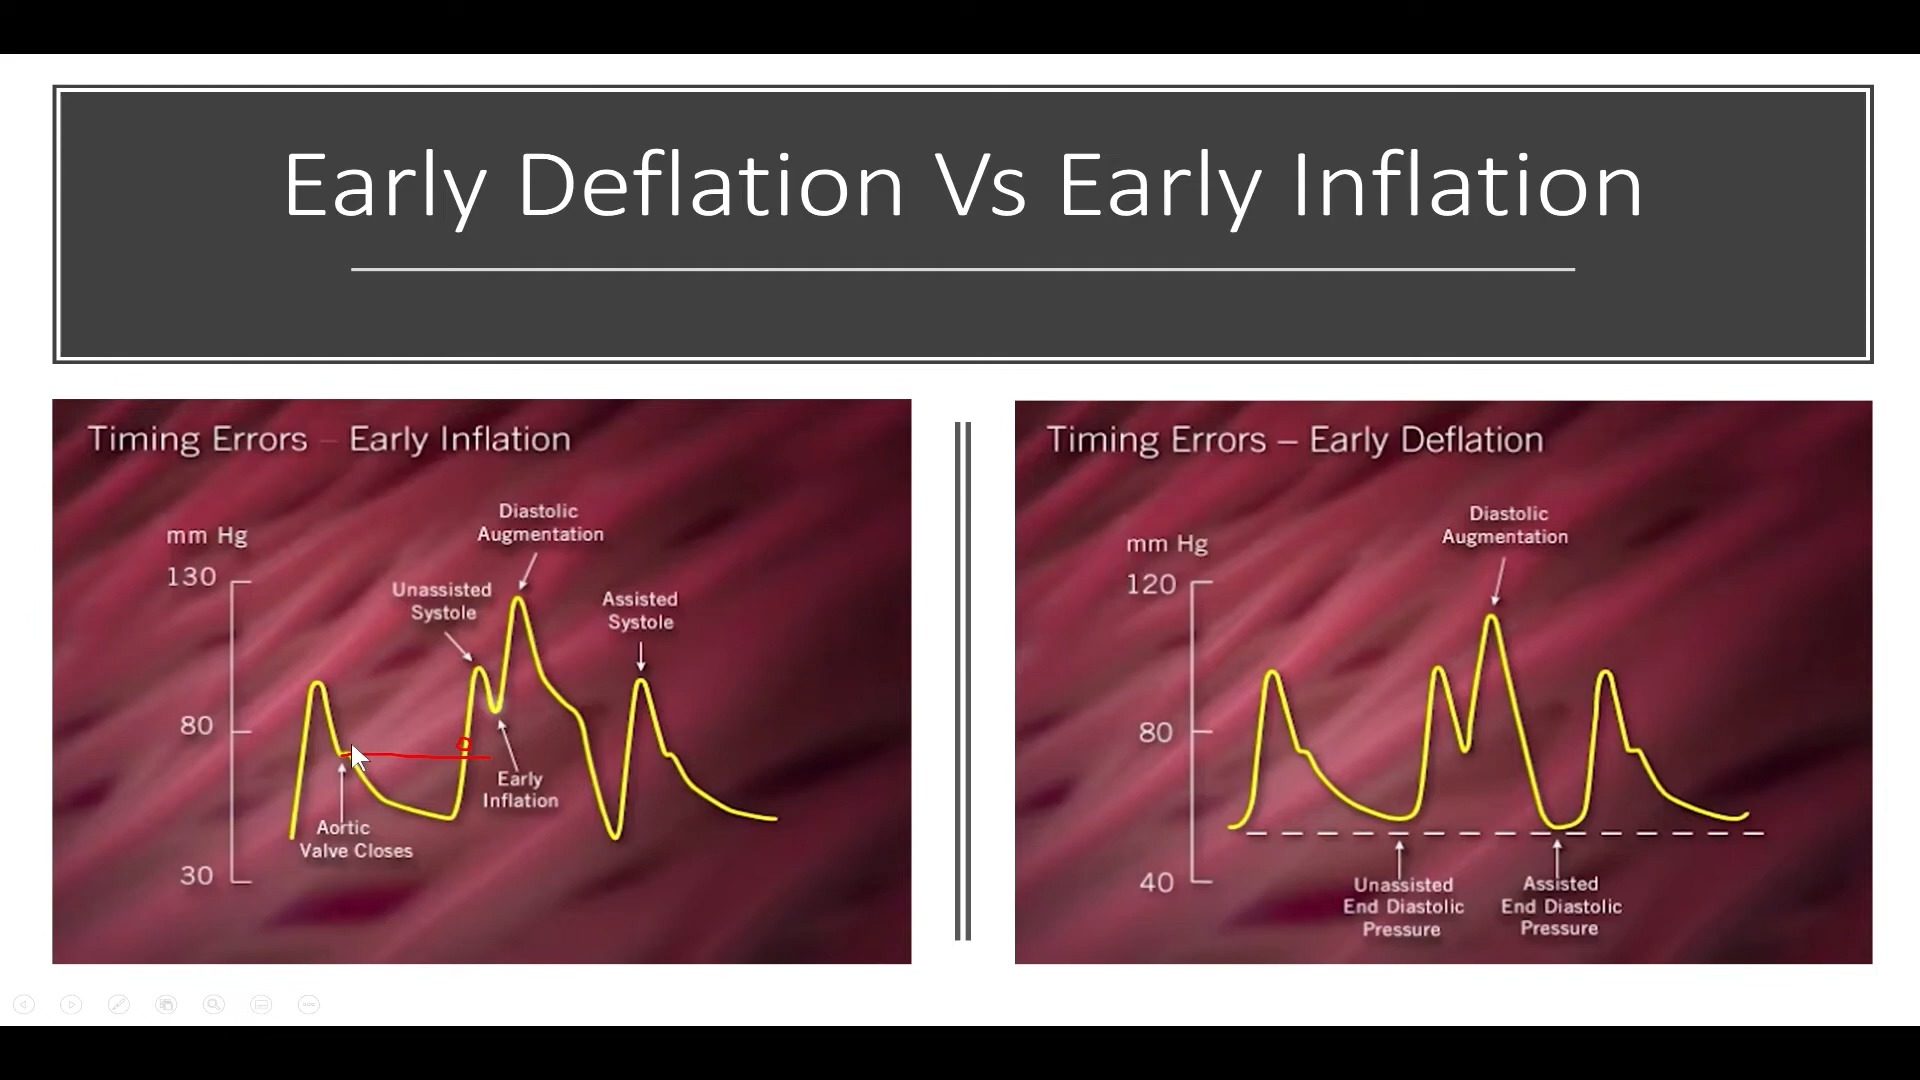 Early Deflation Vs Early Inflation
Timing Errors – Early Inflation
mm Hg
130
80
30
Diastolic
Augmentation
Unassisted
Systole
Assisted
Systole
Early
Inflation
Aortic
Valve Closes
Timing Errors – Early Deflation
mm Hg
120
80
40
Diastolic
Augmentation
Unassisted
End Diastolic
Pressure
Assisted
End Diastolic
Pressure